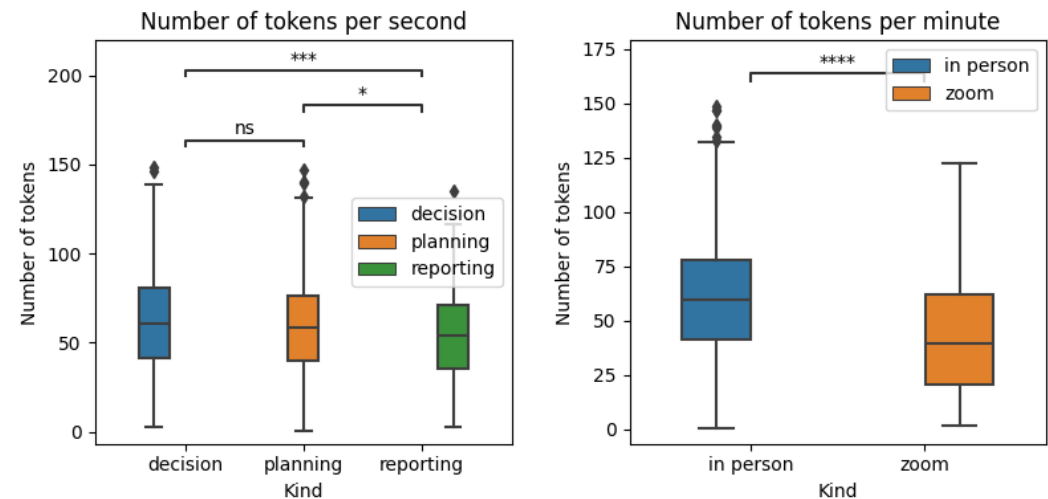 Number of tokens per second
Number of tokens
200
150
100
50
0
***
*
ns
decision
planning
reporting
decision
planning
reporting
Kind
Number of tokens per minute
Number of tokens
175
150
125
100
75
50
25
0
****
in person
zoom
in person
zoom
Kind